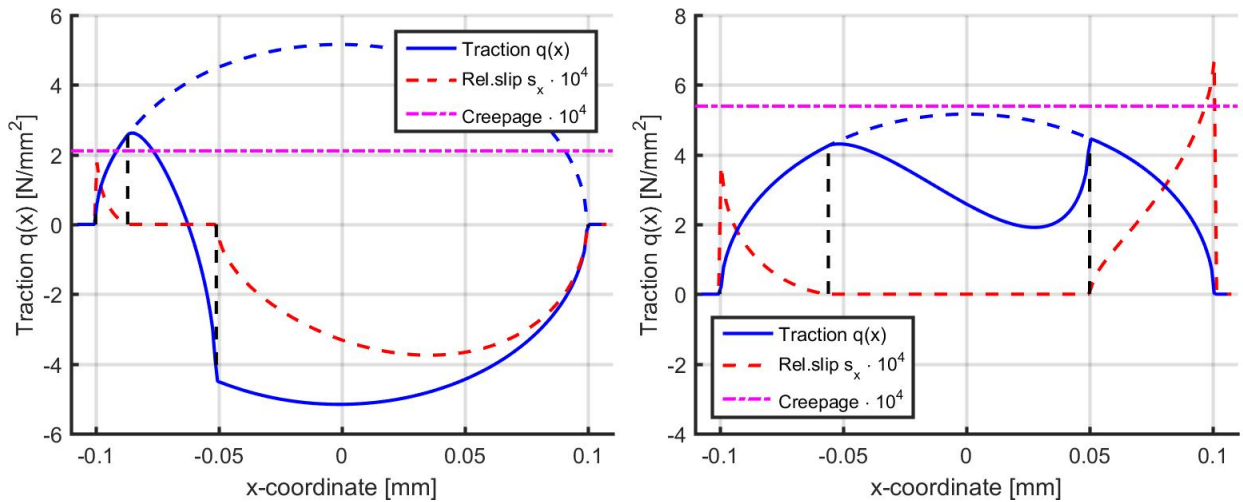 Traction q(x) [N/mm²]
6
4
2
0
-2
-4
-6
-0.1
-0.05
0
0.05
0.1
x-coordinate [mm]
Traction q(x)
Rel.slip sₓ · 10⁴
Creepage · 10⁴
Traction q(x) [N/mm²]
8
6
4
2
0
-2
-4
-0.1
-0.05
0
0.05
0.1
x-coordinate [mm]
Traction q(x)
Rel.slip sₓ · 10⁴
Creepage · 10⁴